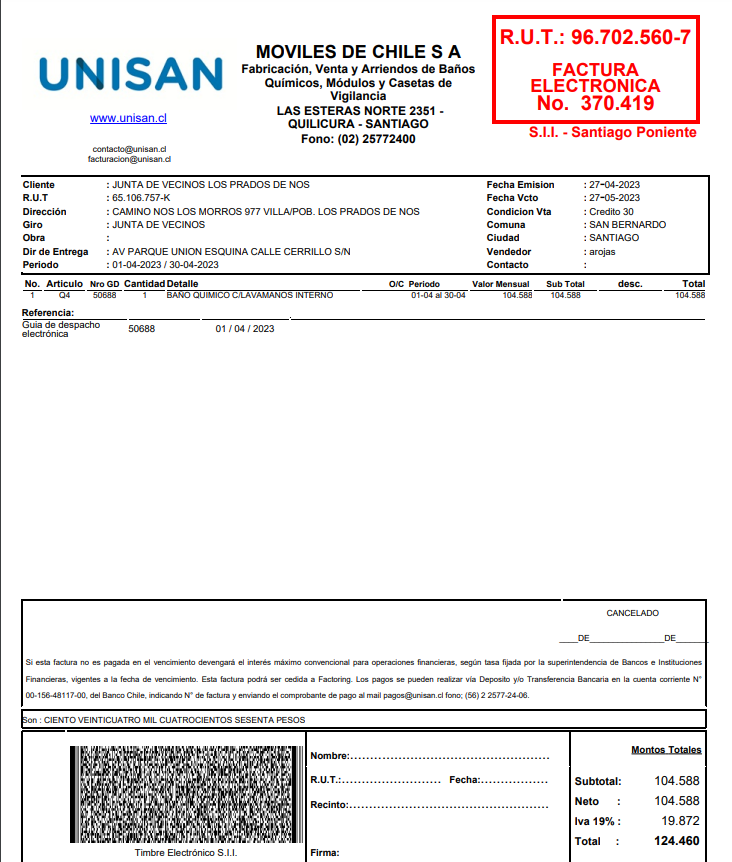 UNISAN
www.unisan.cl
contacto@unisan.cl
facturacion@unisan.cl
MOVILES DE CHILE S A
Fabricación, Venta y Arriendos de Baños
Químicos, Módulos y Casetas de
Vigilancia
LAS ESTERAS NORTE 2351 -
QUILICURA - SANTIAGO
Fono: (02) 25772400
R.U.T.: 96.702.560-7
FACTURA
ELECTRONICA
No. 370.419
S.I.I. - Santiago Poniente
Cliente : JUNTA DE VECINOS LOS PRADOS DE NOS Fecha Emision : 27-04-2023
R.U.T : 65.106.757-K Fecha Vcto : 27-05-2023
Dirección : CAMINO NOS LOS MORROS 977 VILLA/POB. LOS PRADOS DE NOS Condicion Vta : Credito 30
Giro : JUNTA DE VECINOS Comuna : SAN BERNARDO
Obra : Ciudad : SANTIAGO
Dir de Entrega : AV PARQUE UNION ESQUINA CALLE CERRILLO S/N Vendedor : arojas
Periodo : 01-04-2023 / 30-04-2023 Contacto :
No. Articulo Nro GD Cantidad Detalle O/C Periodo Valor Mensual Sub Total desc. Total
1 Q4 50688 1 BAÑO QUIMICO C/LAVAMANOS INTERNO 01-04 al 30-04 104.588 104.588 104.588
Referencia:
Guia de despacho
electrónica 50688 01 / 04 / 2023
CANCELADO
____DE________________DE_______
Si esta factura no es pagada en el vencimiento devengará el interés máximo convencional para operaciones financieras, según tasa fijada por la superintendencia de Bancos e Instituciones
Financieras, vigentes a la fecha de vencimiento. Esta factura podrá ser cedida a Factoring. Los pagos se pueden realizar vía Deposito y/o Transferencia Bancaria en la cuenta corriente N°
00-156-48117-00, del Banco Chile, indicando N° de factura y enviando el comprobante de pago al mail pagos@unisan.cl fono; (56) 2 2577-24-06.
Son : CIENTO VEINTICUATRO MIL CUATROCIENTOS SESENTA PESOS
Timbre Electrónico S.I.I.
Nombre:..................................................
R.U.T.:......................... Fecha:.................
Recinto:..................................................
Firma:
Montos Totales
Subtotal: 104.588
Neto : 104.588
Iva 19% : 19.872
Total : 124.460